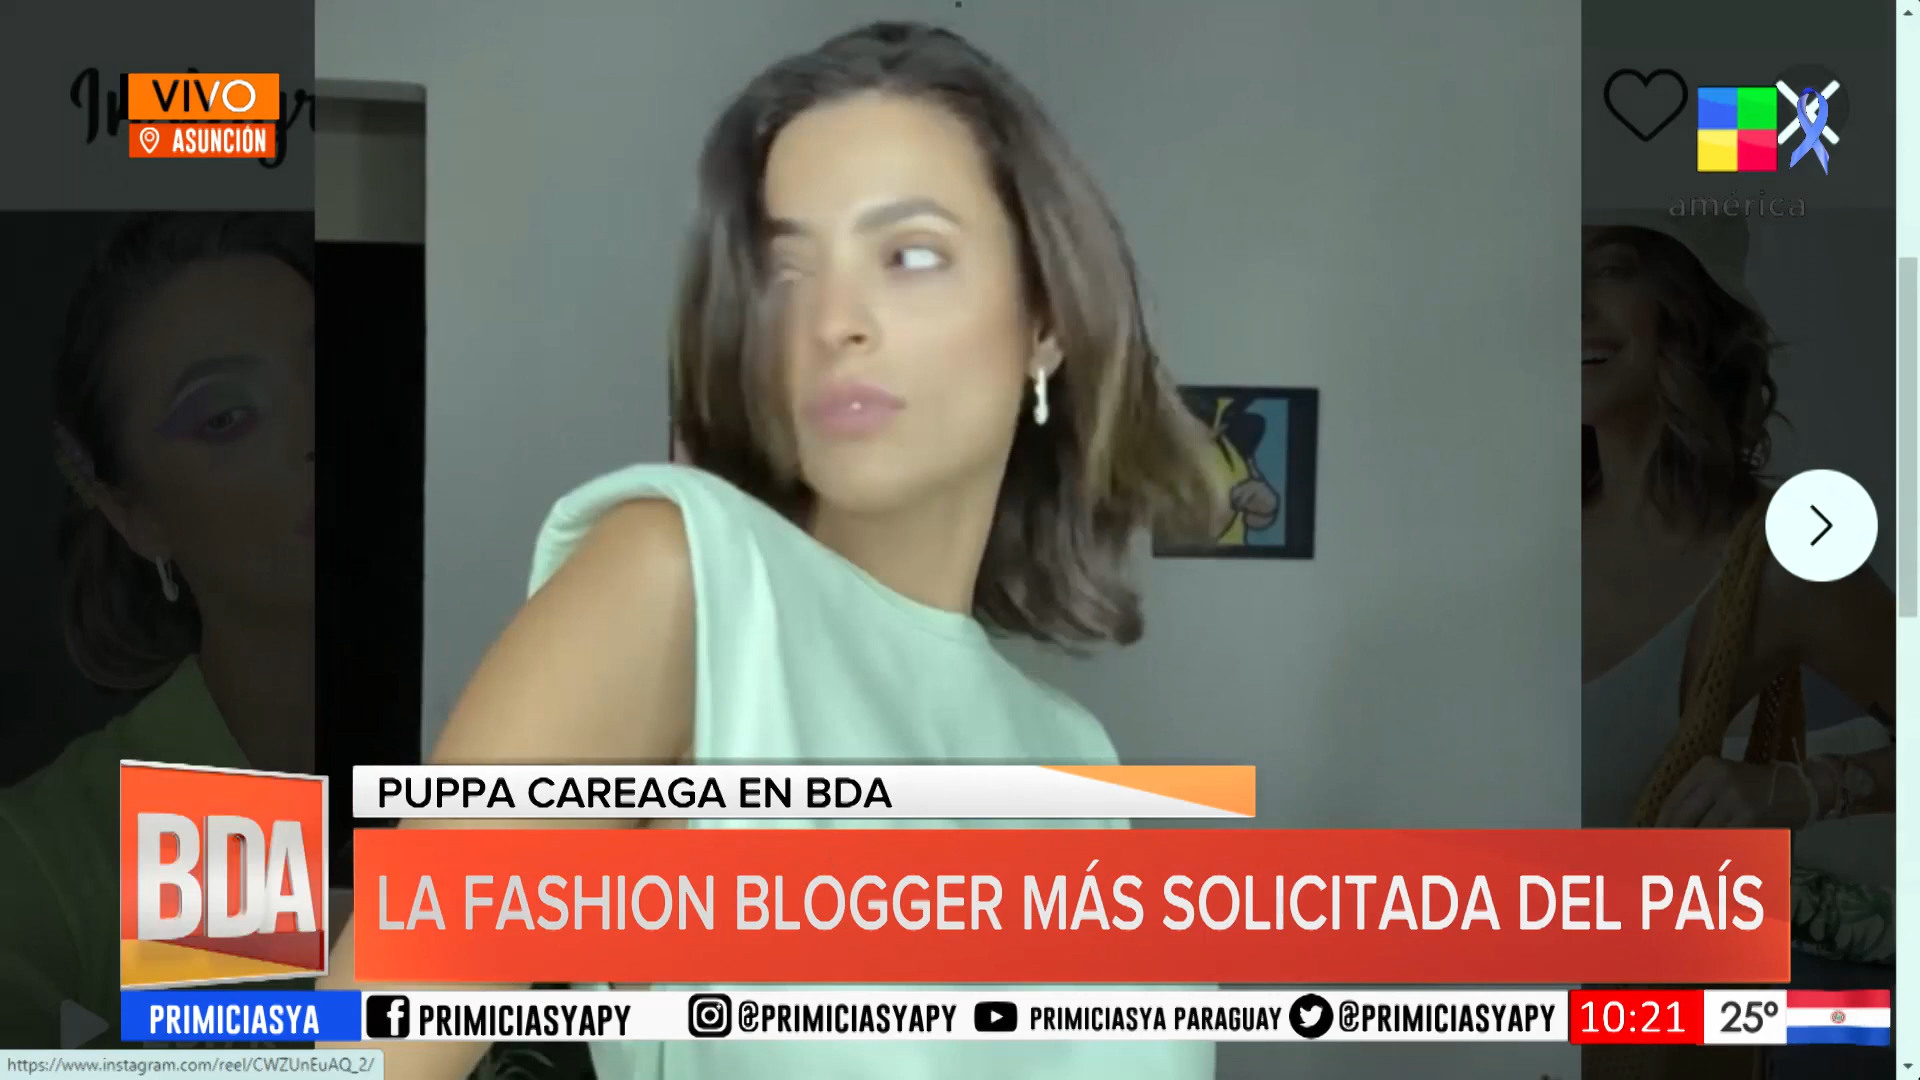 VIVO
ASUNCIÓN
américa
PUPPA CAREAGA EN BDA
BDA
LA FASHION BLOGGER MÁS SOLICITADA DEL PAÍS
PRIMICIASYA
PRIMICIASYAPY
@PRIMICIASYAPY
PRIMICIASYA PARAGUAY
@PRIMICIASYAPY
10:21
25º
https://www.instagram.com/reel/CWZUnEuAQ_2/